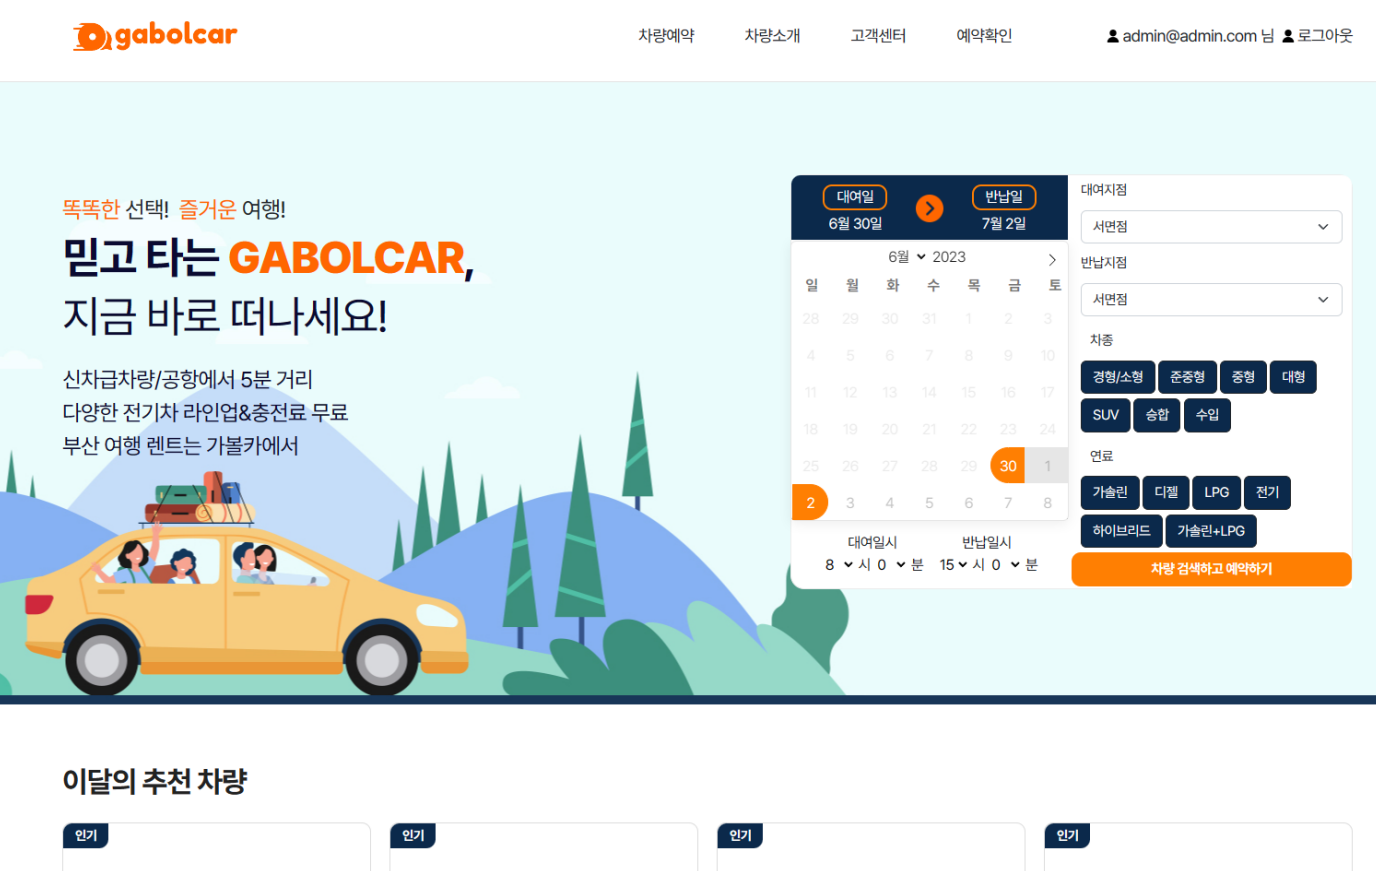 gabolcar
차량예약 차량소개 고객센터 예약확인 admin@admin.com 님 로그아웃
똑똑한 선택! 즐거운 여행!
믿고 타는 GABOLCAR,
지금 바로 떠나세요!
신차급차량/공항에서 5분 거리
다양한 전기차 라인업&충전료 무료
부산 여행 렌트는 가볼카에서
대여일 반납일
6월 30일 7월 2일
6월 2023
일 월 화 수 목 금 토
28 29 30 31 1 2 3
4 5 6 7 8 9 10
11 12 13 14 15 16 17
18 19 20 21 22 23 24
25 26 27 28 29 30 1
2 3 4 5 6 7 8
대여일시 반납일시
8 시 0 분 15 시 0 분
대여지점
서면점
반납지점
서면점
차종
경형/소형 준중형 중형 대형
SUV 승합 수입
연료
가솔린 디젤 LPG 전기
하이브리드 가솔린+LPG
차량 검색하고 예약하기
이달의 추천 차량
인기 인기 인기 인기